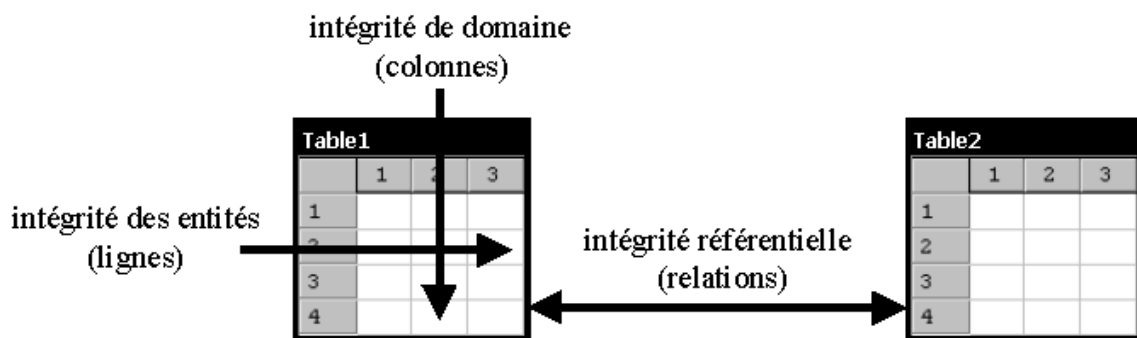 intégrité de domaine
(colonnes)
Table1
1 2 3
1
2
3
4
intégrité des entités
(lignes)
intégrité référentielle
(relations)
Table2
1 2 3
1
2
3
4